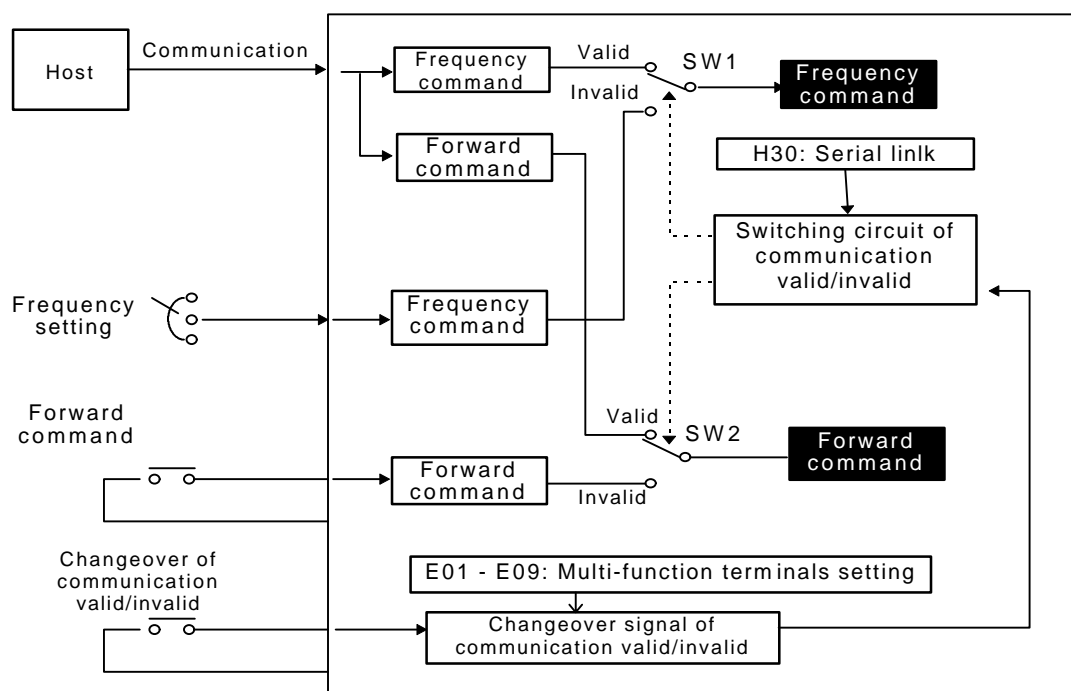 Host
Communication
Frequency
command
Valid
SW1
Frequency
command
Invalid
Forward
command
H30: Serial linlk
Switching circuit of
communication
valid/invalid
Frequency
setting
Frequency
command
Forward
command
Valid
SW2
Forward
command
Forward
command
Invalid
Changeover of
communication
valid/invalid
E01 - E09: Multi-function terminals setting
Changeover signal of
communication valid/invalid